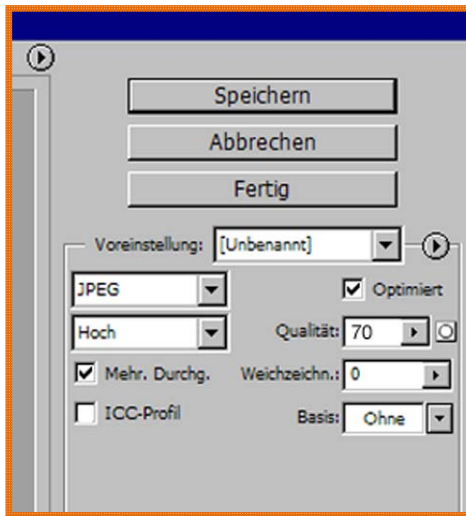 Speichern
Abbrechen
Fertig
Voreinstellung: [Unbenannt]
JPEG Optimiert
Hoch Qualität: 70
Mehr. Durchg. Weichzeichn.: 0
ICC-Profil Basis: Ohne